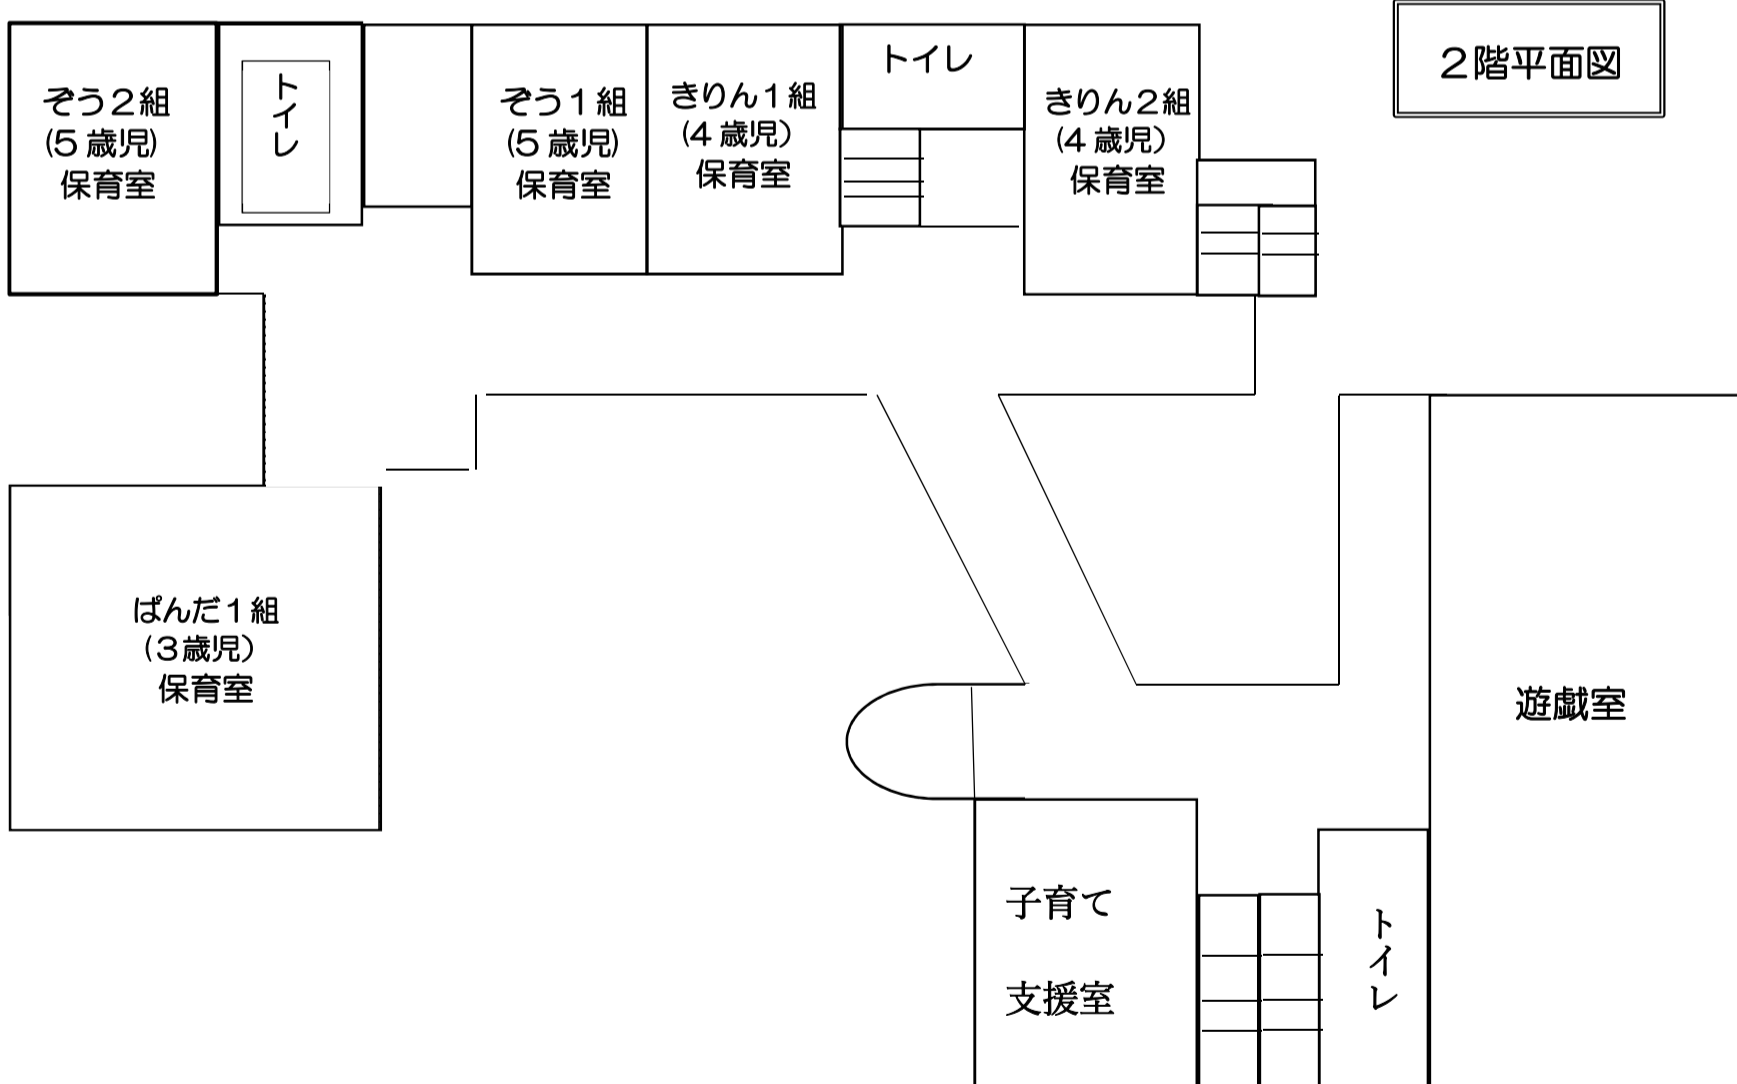 ２階平面図
ぞう２組
(５歳児)
保育室
トイレ
ぞう１組
(５歳児)
保育室
きりん１組
(４歳児)
保育室
トイレ
きりん２組
(４歳児)
保育室
ぱんだ１組
(３歳児)
保育室
遊戯室
子育て
支援室
トイレ